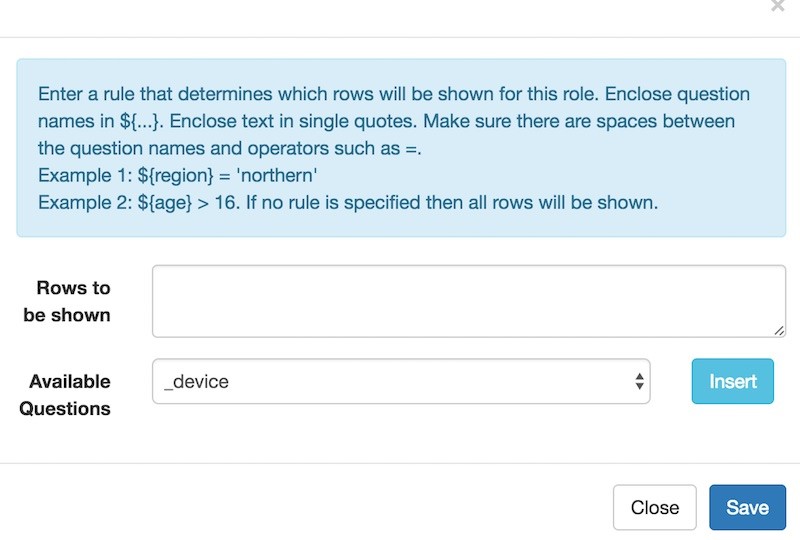 ×
Enter a rule that determines which rows will be shown for this role. Enclose question
names in ${...}. Enclose text in single quotes. Make sure there are spaces between
the question names and operators such as =.
Example 1: ${region} = 'northern'
Example 2: ${age} > 16. If no rule is specified then all rows will be shown.
Rows to
be shown
Available
Questions
_device
Insert
Close
Save